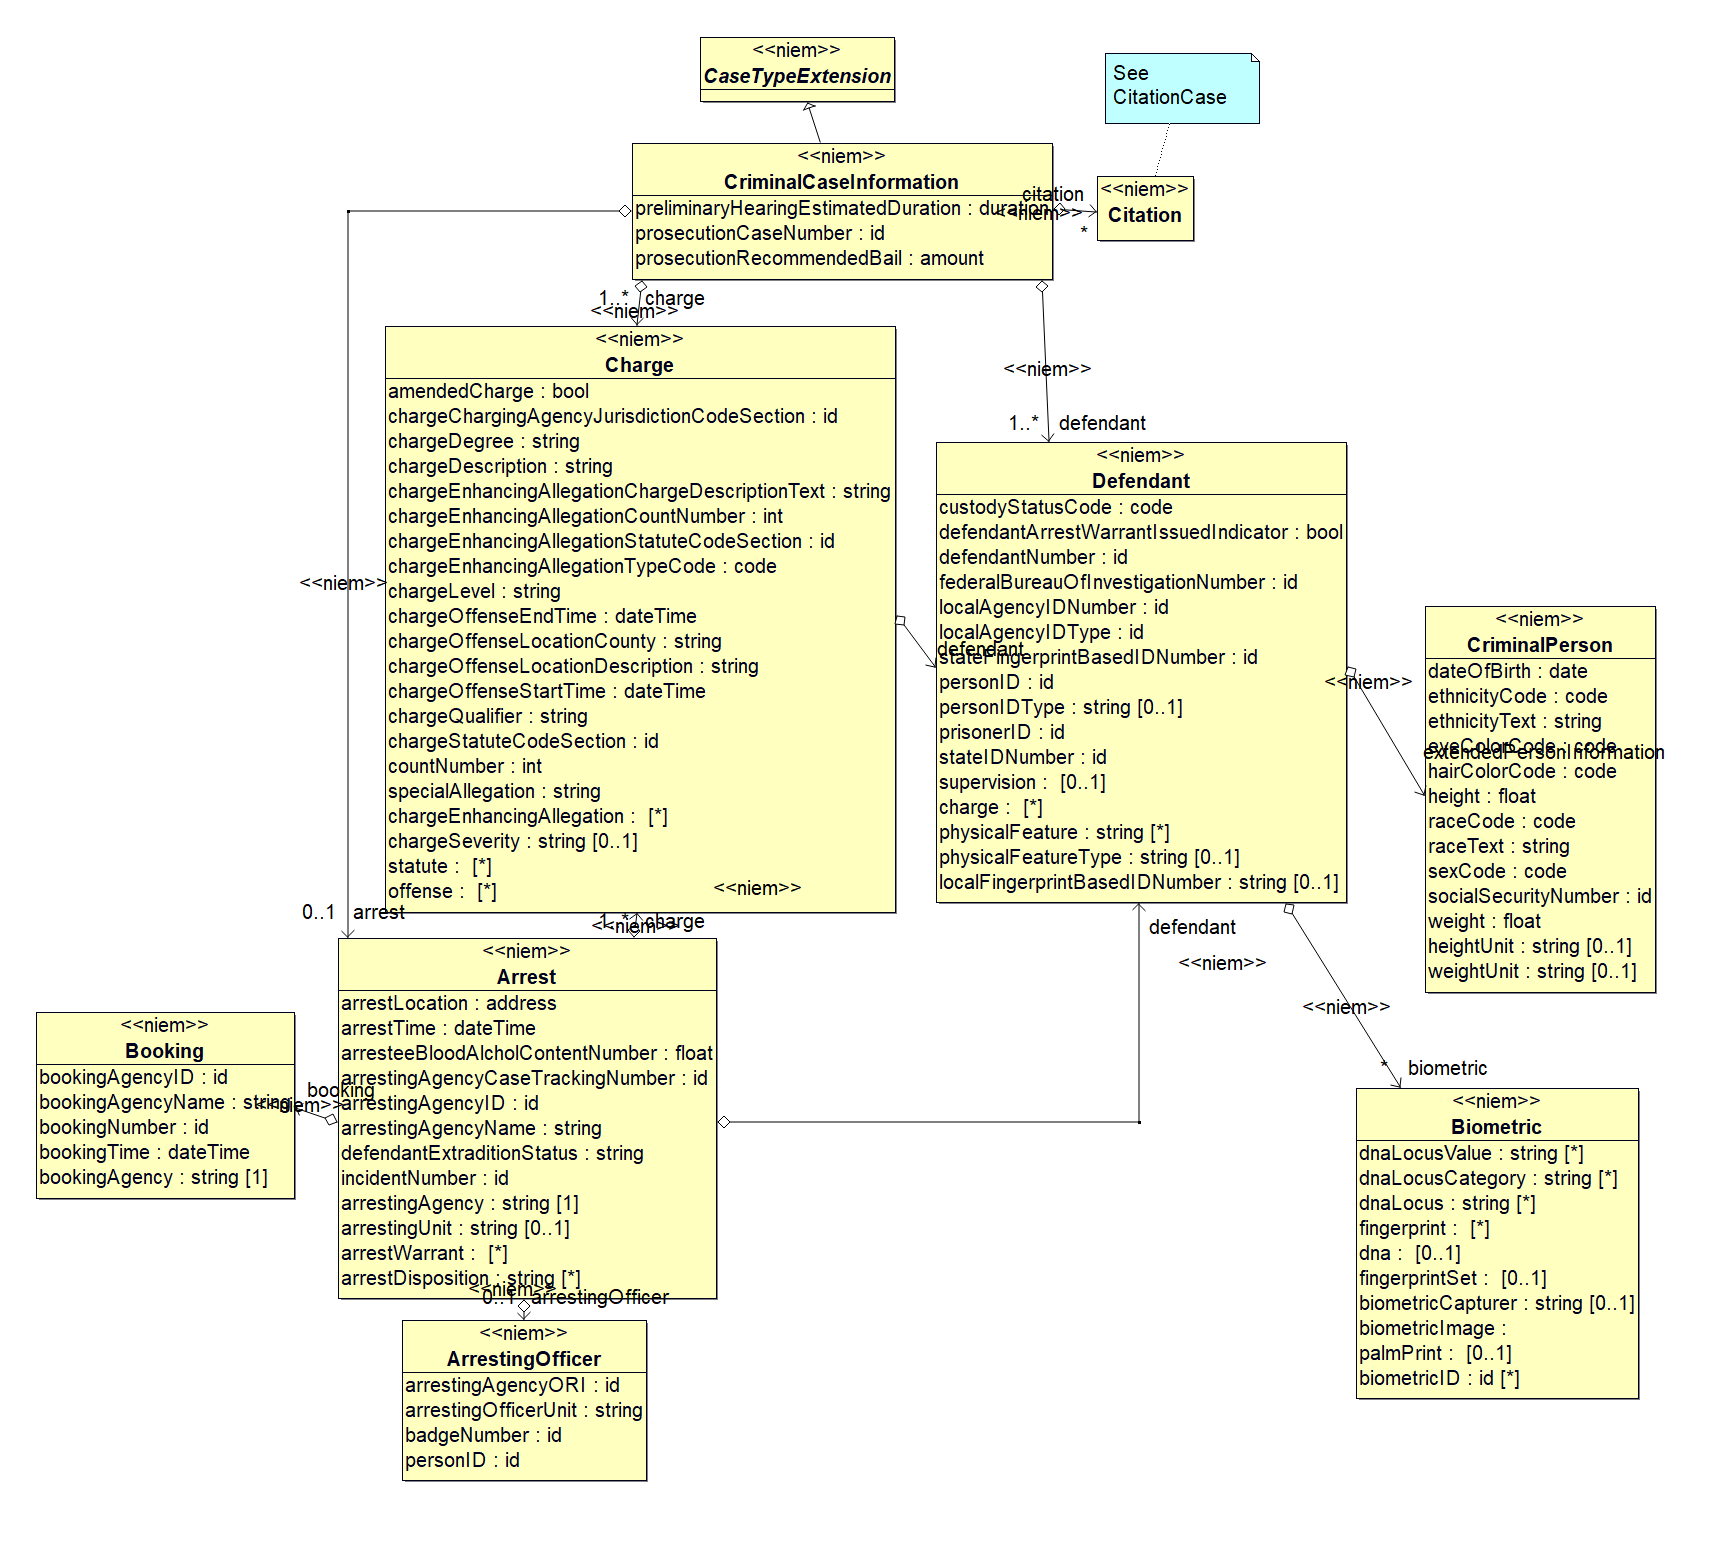 <<niem>>
CaseTypeExtension
See
CitationCase
<<niem>>
CriminalCaseInformation
preliminaryHearingEstimatedDuration : duration
prosecutionCaseNumber : id
prosecutionRecommendedBail : amount
citation
<<niem>>
*
<<niem>>
Citation
1..* charge
<<niem>>
<<niem>>
Charge
amendedCharge : bool
chargeChargingAgencyJurisdictionCodeSection : id
chargeDegree : string
chargeDescription : string
chargeEnhancingAllegationChargeDescriptionText : string
chargeEnhancingAllegationCountNumber : int
chargeEnhancingAllegationStatuteCodeSection : id
chargeEnhancingAllegationTypeCode : code
chargeLevel : string
chargeOffenseEndTime : dateTime
chargeOffenseLocationCounty : string
chargeOffenseLocationDescription : string
chargeOffenseStartTime : dateTime
chargeQualifier : string
chargeStatuteCodeSection : id
countNumber : int
specialAllegation : string
chargeEnhancingAllegation : [*]
chargeSeverity : string [0..1]
statute : [*]
offense : [*]
<<niem>>
<<niem>>
1..* defendant
<<niem>>
Defendant
custodyStatusCode : code
defendantArrestWarrantIssuedIndicator : bool
defendantNumber : id
federalBureauOfInvestigationNumber : id
localAgencyIDNumber : id
localAgencyIDType : id
stateFingerprintBasedIDNumber : id
personID : id
personIDType : string [0..1]
prisonerID : id
stateIDNumber : id
supervision : [0..1]
charge : [*]
physicalFeature : string [*]
physicalFeatureType : string [0..1]
localFingerprintBasedIDNumber : string [0..1]
defendant
<<niem>>
<<niem>>
CriminalPerson
dateOfBirth : date
ethnicityCode : code
ethnicityText : string
eyeColorCode : code
hairColorCode : code
height : float
raceCode : code
raceText : string
sexCode : code
socialSecurityNumber : id
weight : float
heightUnit : string [0..1]
weightUnit : string [0..1]
extendedPersonInformation
<<niem>>
0..1 arrest
1..* charge
<<niem>>
defendant
<<niem>>
<<niem>>
Arrest
arrestLocation : address
arrestTime : dateTime
arresteeBloodAlcholContentNumber : float
arrestingAgencyCaseTrackingNumber : id
arrestingAgencyID : id
arrestingAgencyName : string
defendantExtraditionStatus : string
incidentNumber : id
arrestingAgency : string [1]
arrestingUnit : string [0..1]
arrestWarrant : [*]
arrestDisposition : string [*]
<<niem>>
Booking
bookingAgencyID : id
bookingAgencyName : string
bookingNumber : id
bookingTime : dateTime
bookingAgency : string [1]
booking
<<niem>>
<<niem>>
* biometric
<<niem>>
Biometric
dnaLocusValue : string [*]
dnaLocusCategory : string [*]
dnaLocus : string [*]
fingerprint : [*]
dna : [0..1]
fingerprintSet : [0..1]
biometricCapturer : string [0..1]
biometricImage :
palmPrint : [0..1]
biometricID : id [*]
<<niem>>
0..1 arrestingOfficer
<<niem>>
ArrestingOfficer
arrestingAgencyORI : id
arrestingOfficerUnit : string
badgeNumber : id
personID : id